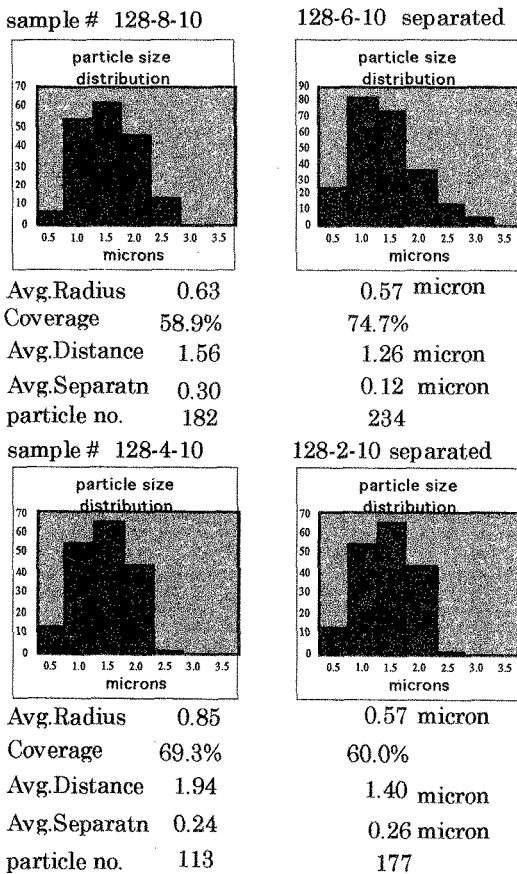 sample # 128-8-10
128-6-10 separated
particle size
distribution
70
60
50
40
30
20
10
0
0.5 1.0 1.5 2.0 2.5 3.0 3.5
microns
particle size
distribution
90
80
70
60
50
40
30
20
10
0
0.5 1.0 1.5 2.0 2.5 3.0 3.5
microns
Avg.Radius 0.63 0.57 micron
Coverage 58.9% 74.7%
Avg.Distance 1.56 1.26 micron
Avg.Separatn 0.30 0.12 micron
particle no. 182 234
sample # 128-4-10
128-2-10 separated
particle size
distribution
70
60
50
40
30
20
10
0
0.5 1.0 1.5 2.0 2.5 3.0 3.5
microns
particle size
distribution
70
60
50
40
30
20
10
0
0.5 1.0 1.5 2.0 2.5 3.0 3.5
microns
Avg.Radius 0.85 0.57 micron
Coverage 69.3% 60.0%
Avg.Distance 1.94 1.40 micron
Avg.Separatn 0.24 0.26 micron
particle no. 113 177